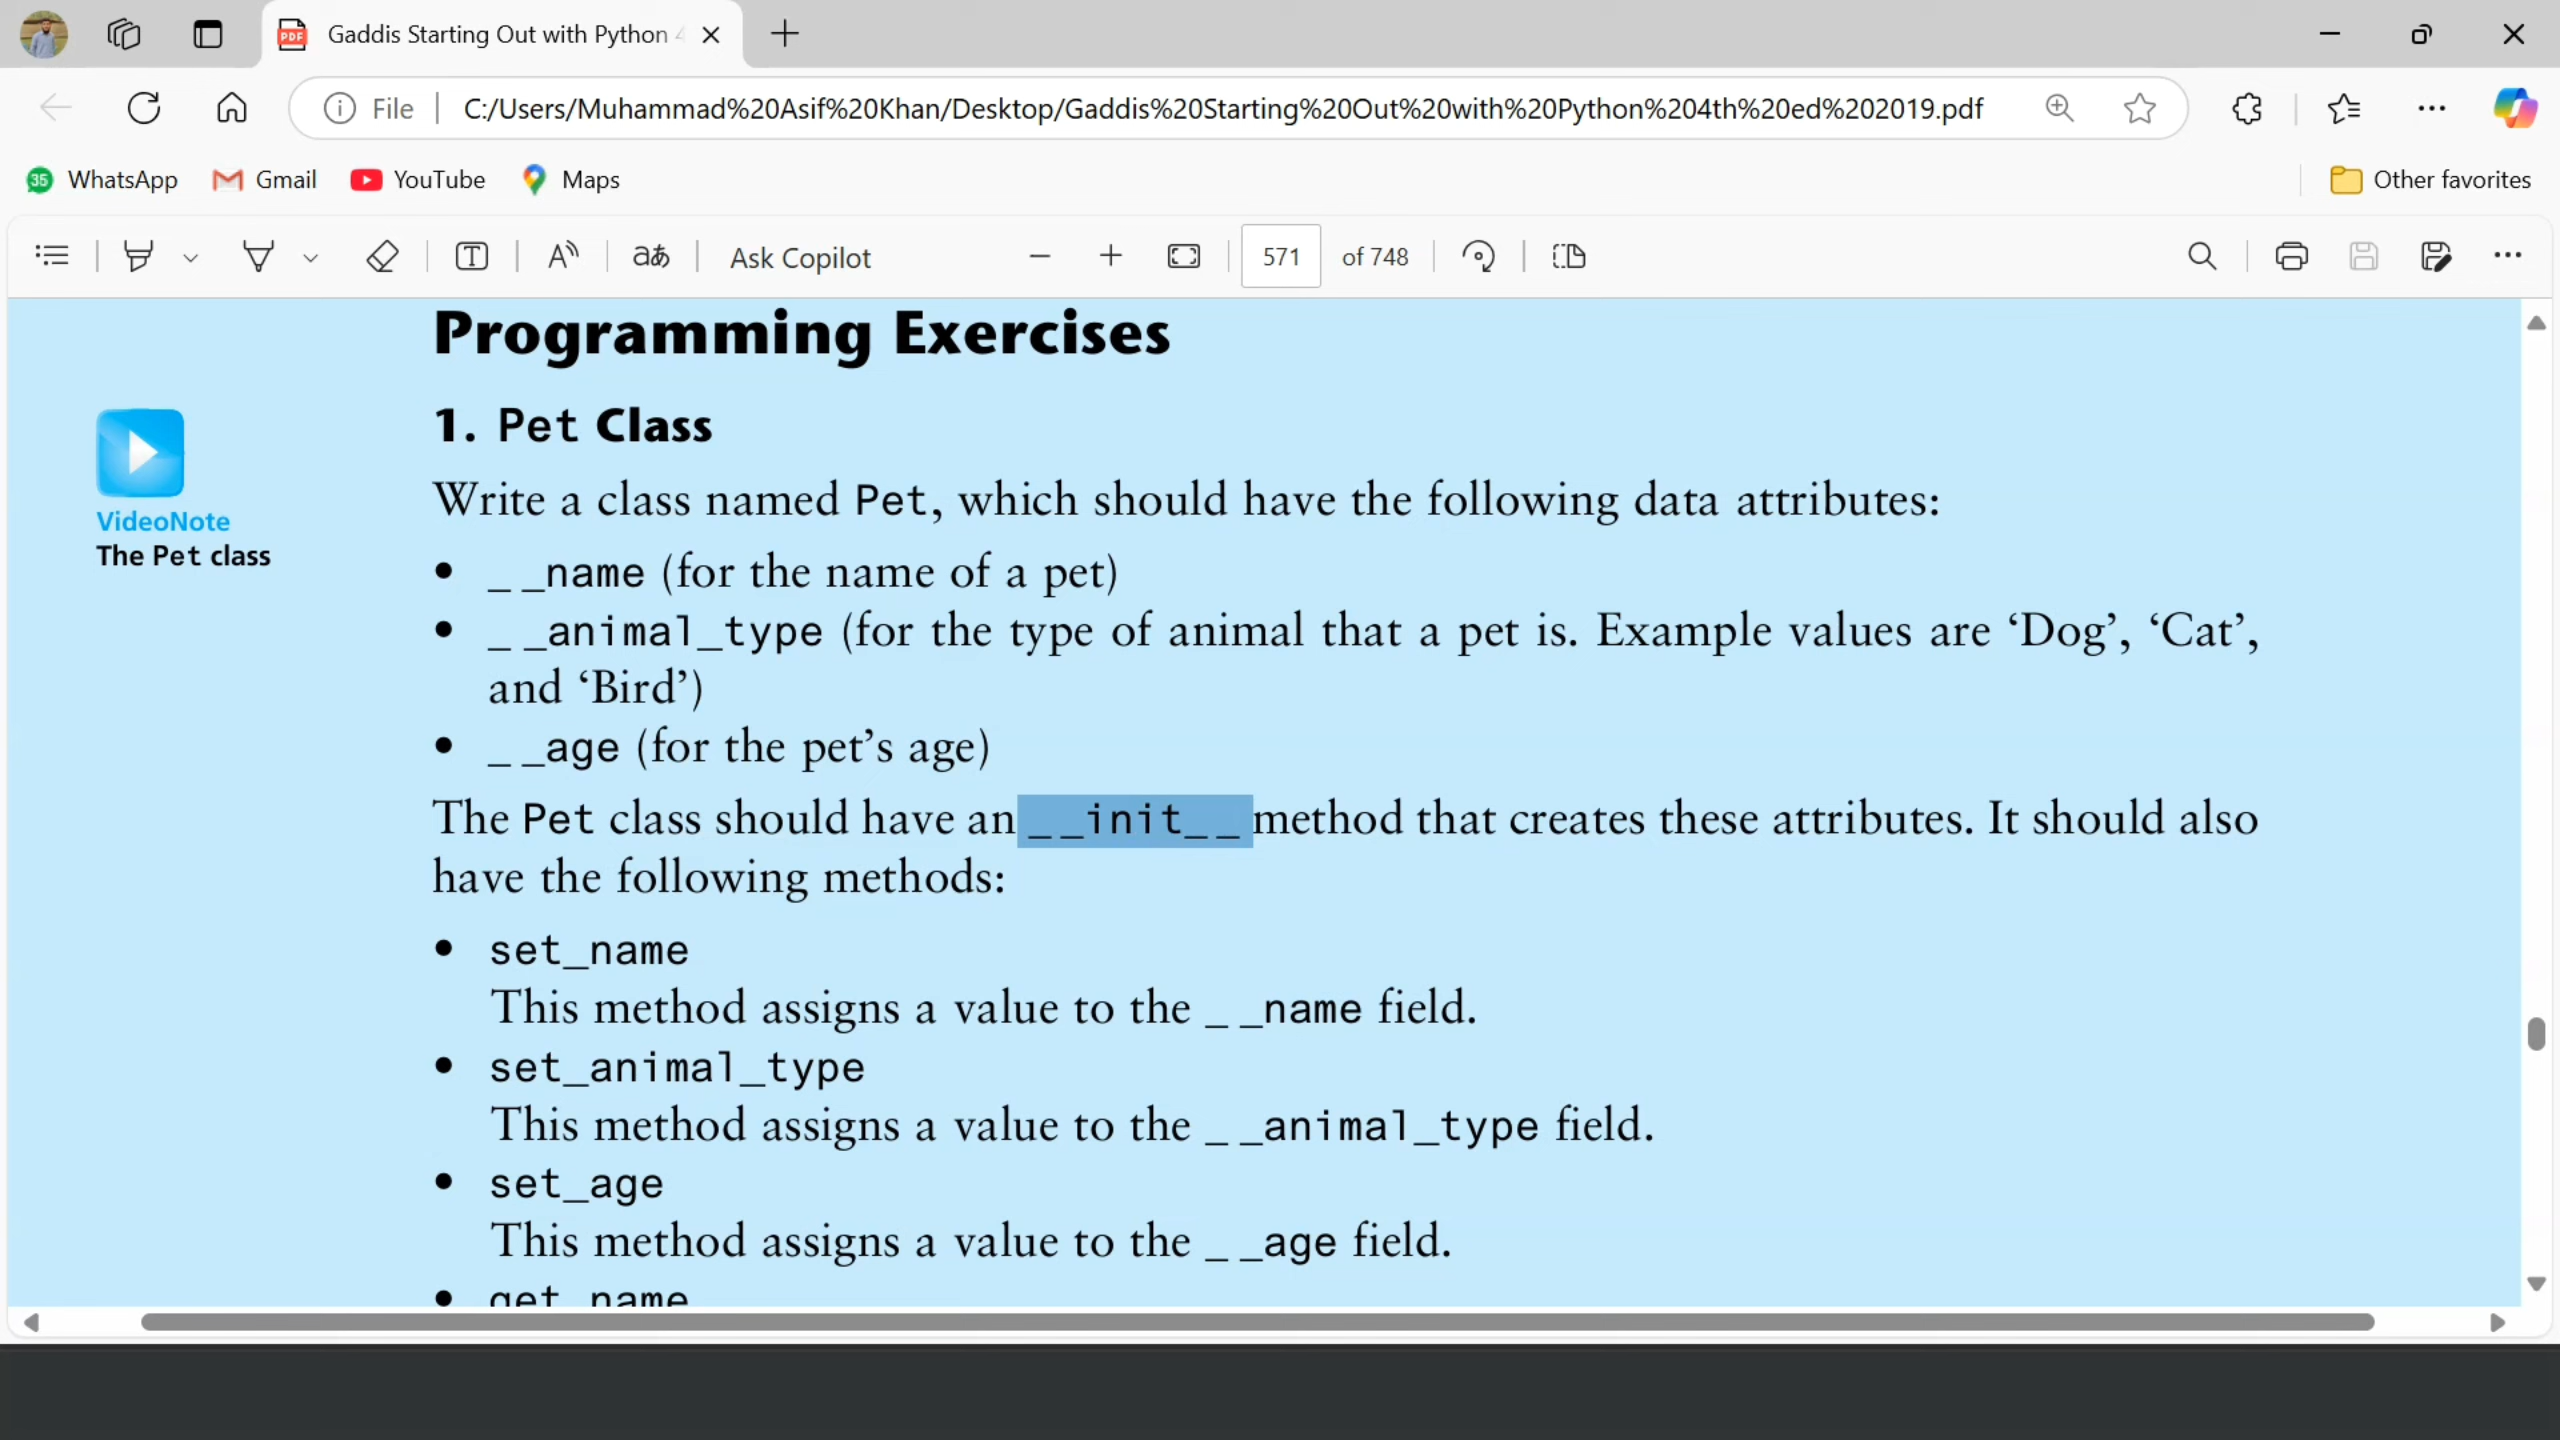 Gaddis Starting Out with Python 4
File
C:/Users/Muhammad%20Asif%20Khan/Desktop/Gaddis%20Starting%20Out%20with%20Python%204th%20ed%202019.pdf
35 WhatsApp Gmail YouTube Maps Other favorites
Ask Copilot 571 of 748
Programming Exercises
1. Pet Class
VideoNote
The Pet class
Write a class named Pet, which should have the following data attributes:
• __name (for the name of a pet)
• __animal_type (for the type of animal that a pet is. Example values are ‘Dog’, ‘Cat’,
and ‘Bird’)
• __age (for the pet’s age)
The Pet class should have an __init__ method that creates these attributes. It should also
have the following methods:
• set_name
This method assigns a value to the __name field.
• set_animal_type
This method assigns a value to the __animal_type field.
• set_age
This method assigns a value to the __age field.
• get_name